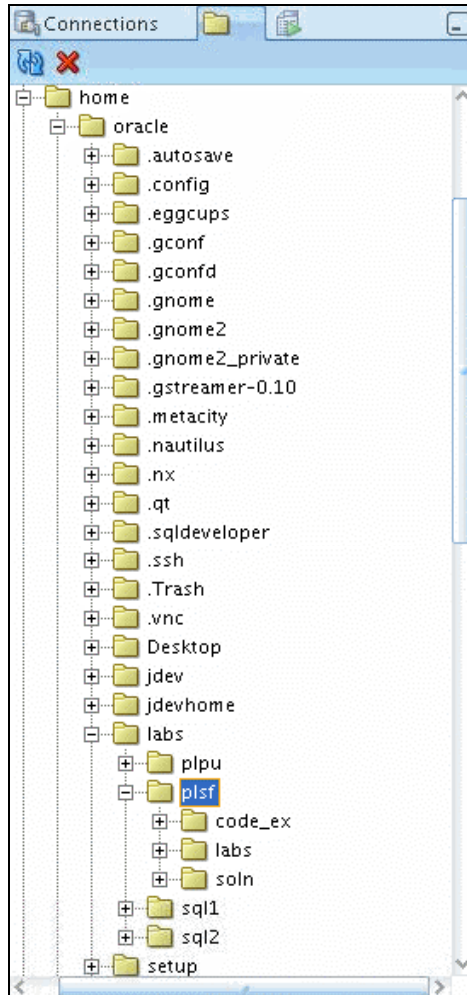 Connections
home
oracle
.autosave
.config
.eggcups
.gconf
.gconfd
.gnome
.gnome2
.gnome2_private
.gstreamer-0.10
.metacity
.nautilus
.nx
.qt
.sqldeveloper
.ssh
.Trash
.vnc
Desktop
jdev
jdevhome
labs
plpu
plsf
code_ex
labs
soln
sql1
sql2
setup